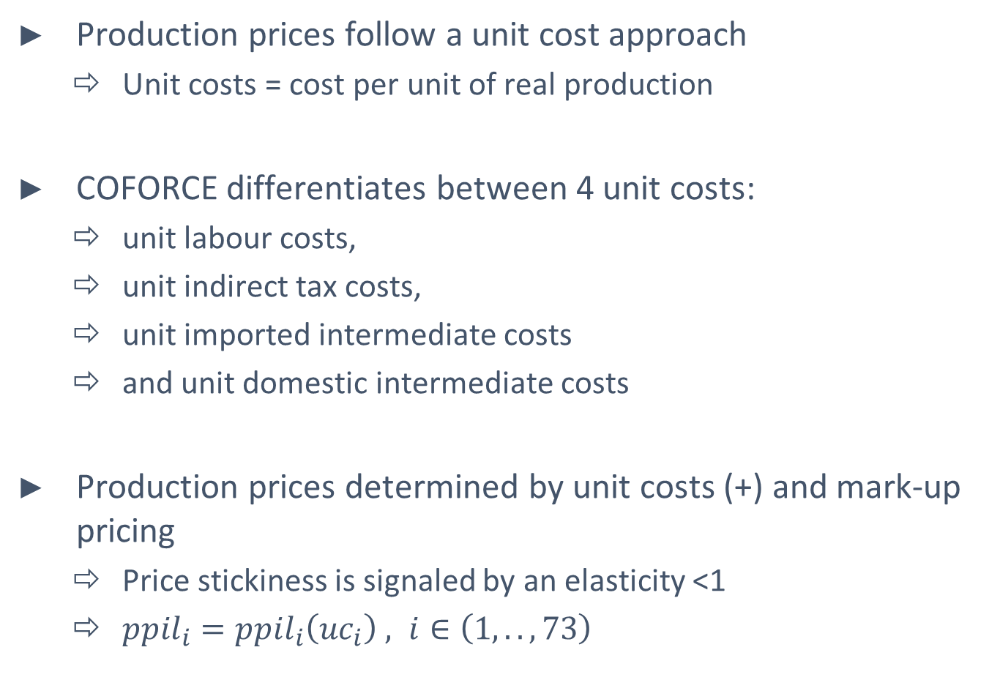 ► Production prices follow a unit cost approach
⇨ Unit costs = cost per unit of real production
► COFORCE differentiates between 4 unit costs:
⇨ unit labour costs,
⇨ unit indirect tax costs,
⇨ unit imported intermediate costs
⇨ and unit domestic intermediate costs
► Production prices determined by unit costs (+) and mark-up
pricing
⇨ Price stickiness is signaled by an elasticity <1
⇨ ppil_i = ppil_i(uc_i) , i ∈ (1,..,73)